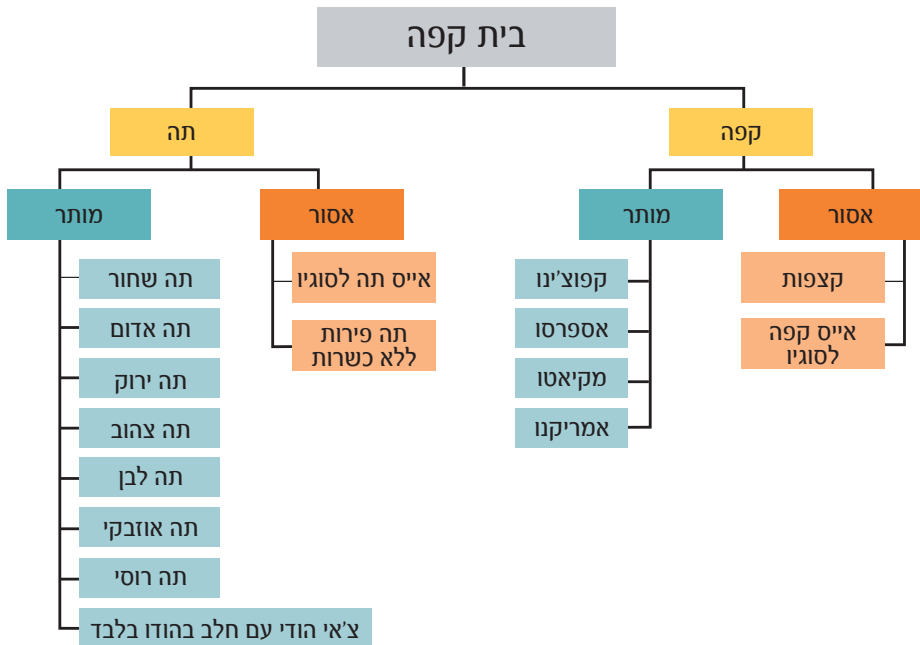 בית קפה
קפה
אסור
קצפות
אייס קפה
לסוגיו
מותר
קפוצ'ינו
אספרסו
מקיאטו
אמריקנו
תה
אסור
אייס תה לסוגיו
תה פירות
ללא כשרות
מותר
תה שחור
תה אדום
תה ירוק
תה צהוב
תה לבן
תה אוזבקי
תה רוסי
צ'אי הודי עם חלב בהודו בלבד